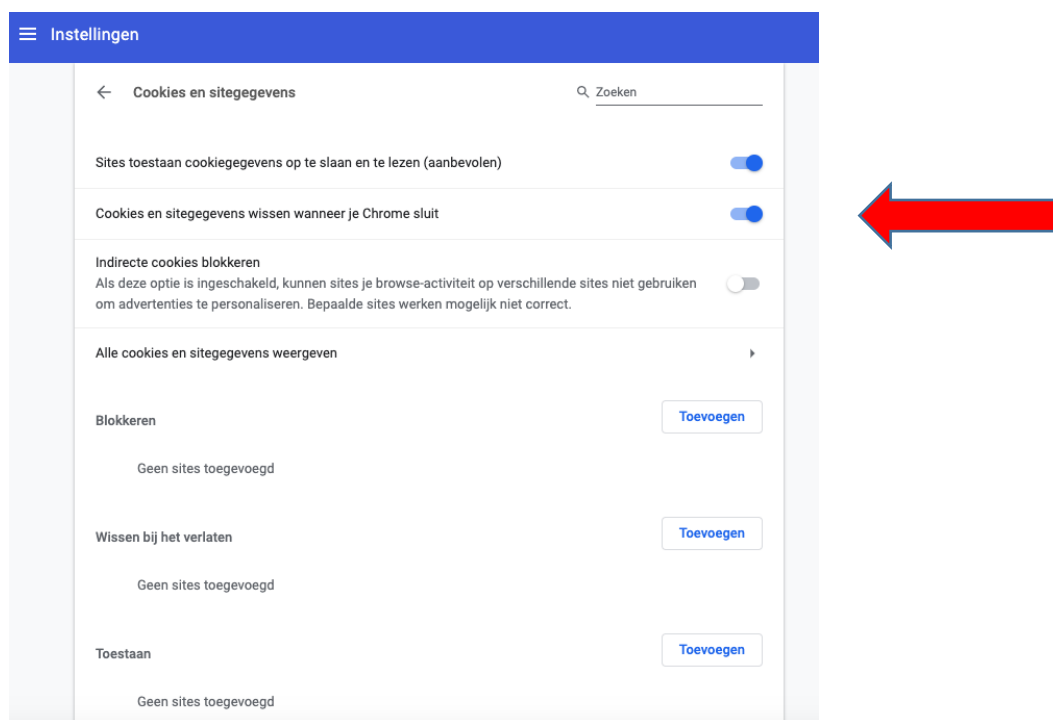 Instellingen
Cookies en sitegegevens
Zoeken
Sites toestaan cookiegegevens op te slaan en te lezen (aanbevolen)
Cookies en sitegegevens wissen wanneer je Chrome sluit
Indirecte cookies blokkeren
Als deze optie is ingeschakeld, kunnen sites je browse-activiteit op verschillende sites niet gebruiken
om advertenties te personaliseren. Bepaalde sites werken mogelijk niet correct.
Alle cookies en sitegegevens weergeven
Blokkeren
Toevoegen
Geen sites toegevoegd
Wissen bij het verlaten
Toevoegen
Geen sites toegevoegd
Toestaan
Toevoegen
Geen sites toegevoegd